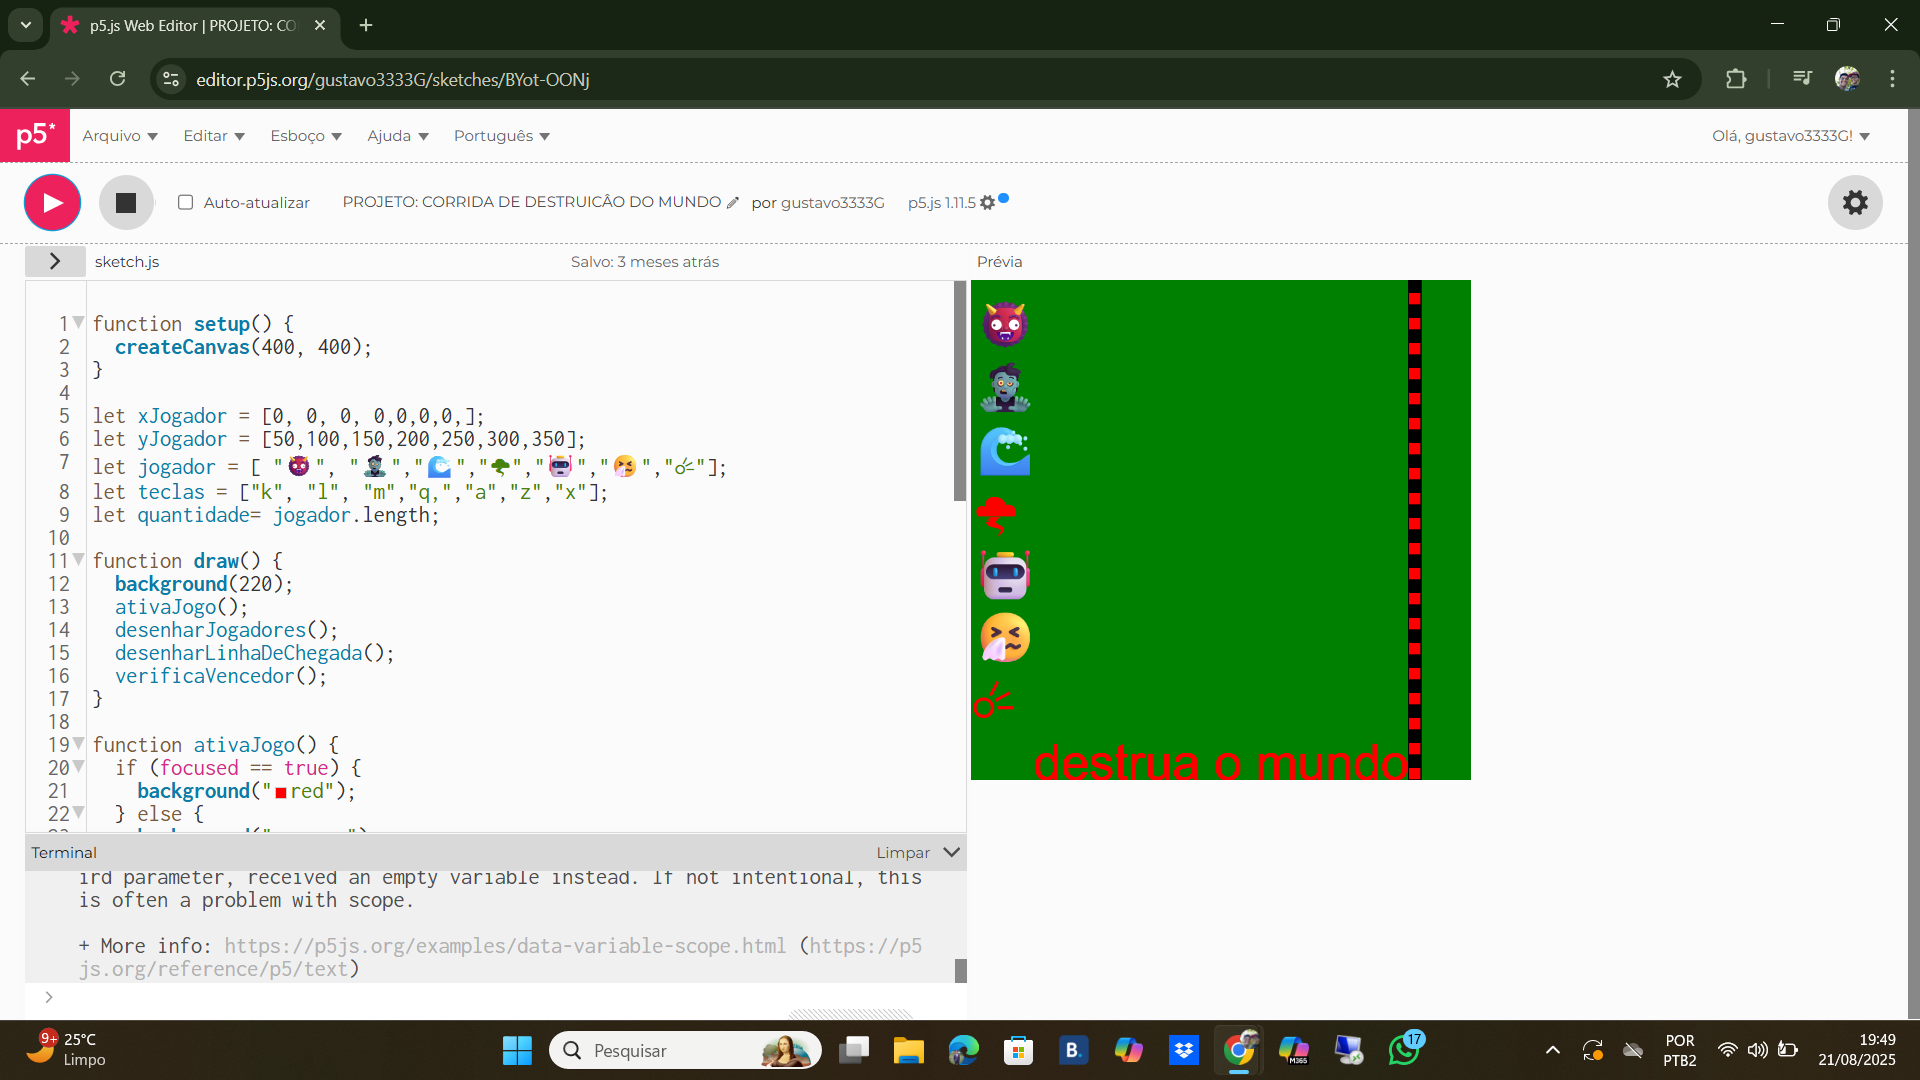 p5.js Web Editor | PROJETO: CO
editor.p5js.org/gustavo3333G/sketches/BYot-OONj
p5* Arquivo Editar Esboço Ajuda Português Olá, gustavo3333G!
Auto-atualizar PROJETO: CORRIDA DE DESTRUICÂO DO MUNDO por gustavo3333G p5.js 1.11.5
sketch.js Salvo: 3 meses atrás Prévia
1 function setup() {
2 createCanvas(400, 400);
3 }
4
5 let xJogador = [0, 0, 0, 0,0,0,0,];
6 let yJogador = [50,100,150,200,250,300,350];
7 let jogador = [ "👹", "🧟‍♂️","🌊","🌪","🤖","🤧","☄"];
8 let teclas = ["k", "l", "m","q,","a","z","x"];
9 let quantidade= jogador.length;
10
11 function draw() {
12 background(220);
13 ativaJogo();
14 desenharJogadores();
15 desenharLinhaDeChegada();
16 verificaVencedor();
17 }
18
19 function ativaJogo() {
20 if (focused == true) {
21 background("red");
22 } else {
destrua o mundo
Terminal Limpar
ird parameter, received an empty variable instead. If not intentional, this
is often a problem with scope.
+ More info: https://p5js.org/examples/data-variable-scope.html (https://p5
js.org/reference/p5/text)
>
9+ 25°C
Limpo
Pesquisar
B.
M365
17
POR
PTB2
19:49
21/08/2025